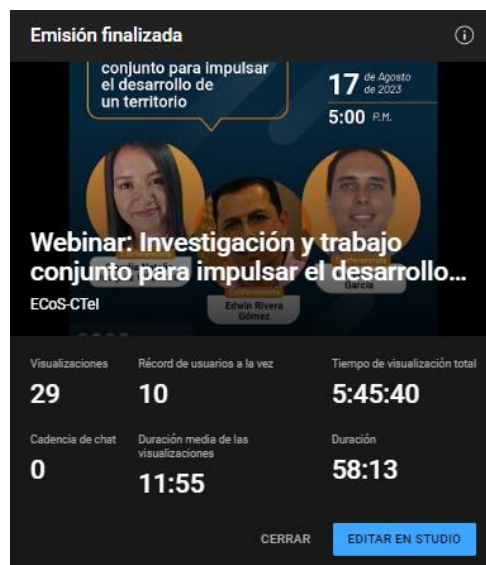 Emisión finalizada
conjunto para impulsar
el desarrollo de
un territorio
17 de Agosto
de 2023
5:00 P.M.
Webinar: Investigación y trabajo
conjunto para impulsar el desarrollo...
Conferencista
García
Edwin Rivera
Gómez
ECoS-CTeI
Visualizaciones
29
Récord de usuarios a la vez
10
Tiempo de visualización total
5:45:40
Cadencia de chat
0
Duración media de las
visualizaciones
11:55
Duración
58:13
CERRAR
EDITAR EN STUDIO